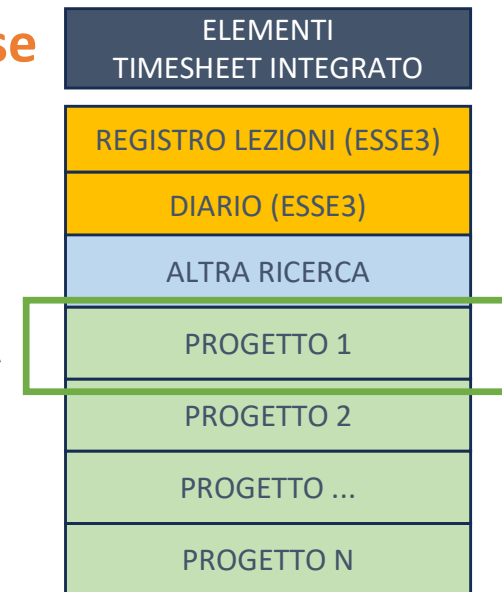 se
ELEMENTI
TIMESHEET INTEGRATO
REGISTRO LEZIONI (ESSE3)
DIARIO (ESSE3)
ALTRA RICERCA
PROGETTO 1
PROGETTO 2
PROGETTO ...
PROGETTO N